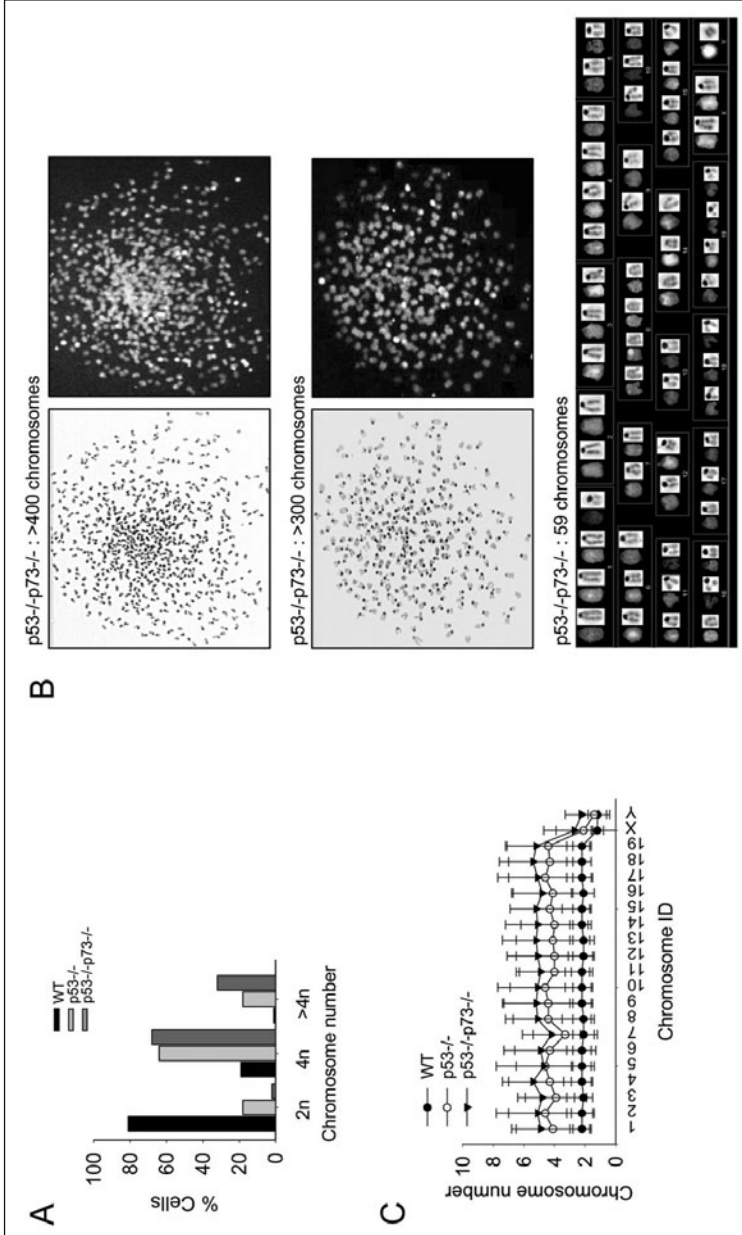 A
WT
p53-/-
p53-/-p73-/-
100
80
60
40
20
0
% Cells
2n
4n
>4n
Chromosome number
B
p53-/-p73-/- : >400 chromosomes
p53-/-p73-/- : >300 chromosomes
p53-/-p73-/- : 59 chromosomes
C
WT
p53-/-
p53-/-p73-/-
10
8
6
4
2
0
Chromosome number
1 2 3 4 5 6 7 8 9 10 11 12 13 14 15 16 17 18 19 X Y
Chromosome ID